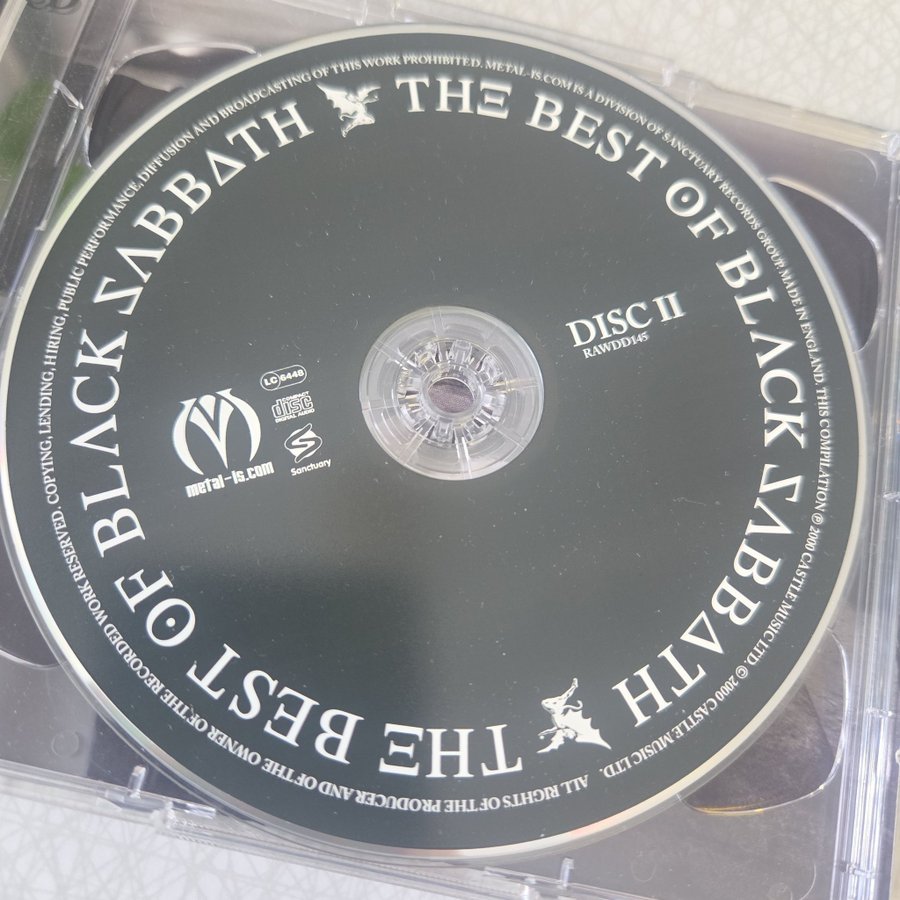 THE BEST OF BLACK SABBATH
THE BEST OF BLACK SABBATH
DISC II
RAWDD145
LC 6448
COMPACT
disc
DIGITAL AUDIO
metal-is.com
Sanctuary
ALL RIGHTS OF THE PRODUCER AND OF THE OWNER OF THE RECORDED WORK RESERVED. COPYING, LENDING, HIRING, PUBLIC PERFORMANCE, DIFFUSION AND BROADCASTING OF THIS WORK PROHIBITED. METAL-IS.COM IS A DIVISION OF SANCTUARY RECORDS GROUP. MADE IN ENGLAND. THIS COMPILATION ℗ 2000 CASTLE MUSIC LTD. © 2000 CASTLE MUSIC LTD.